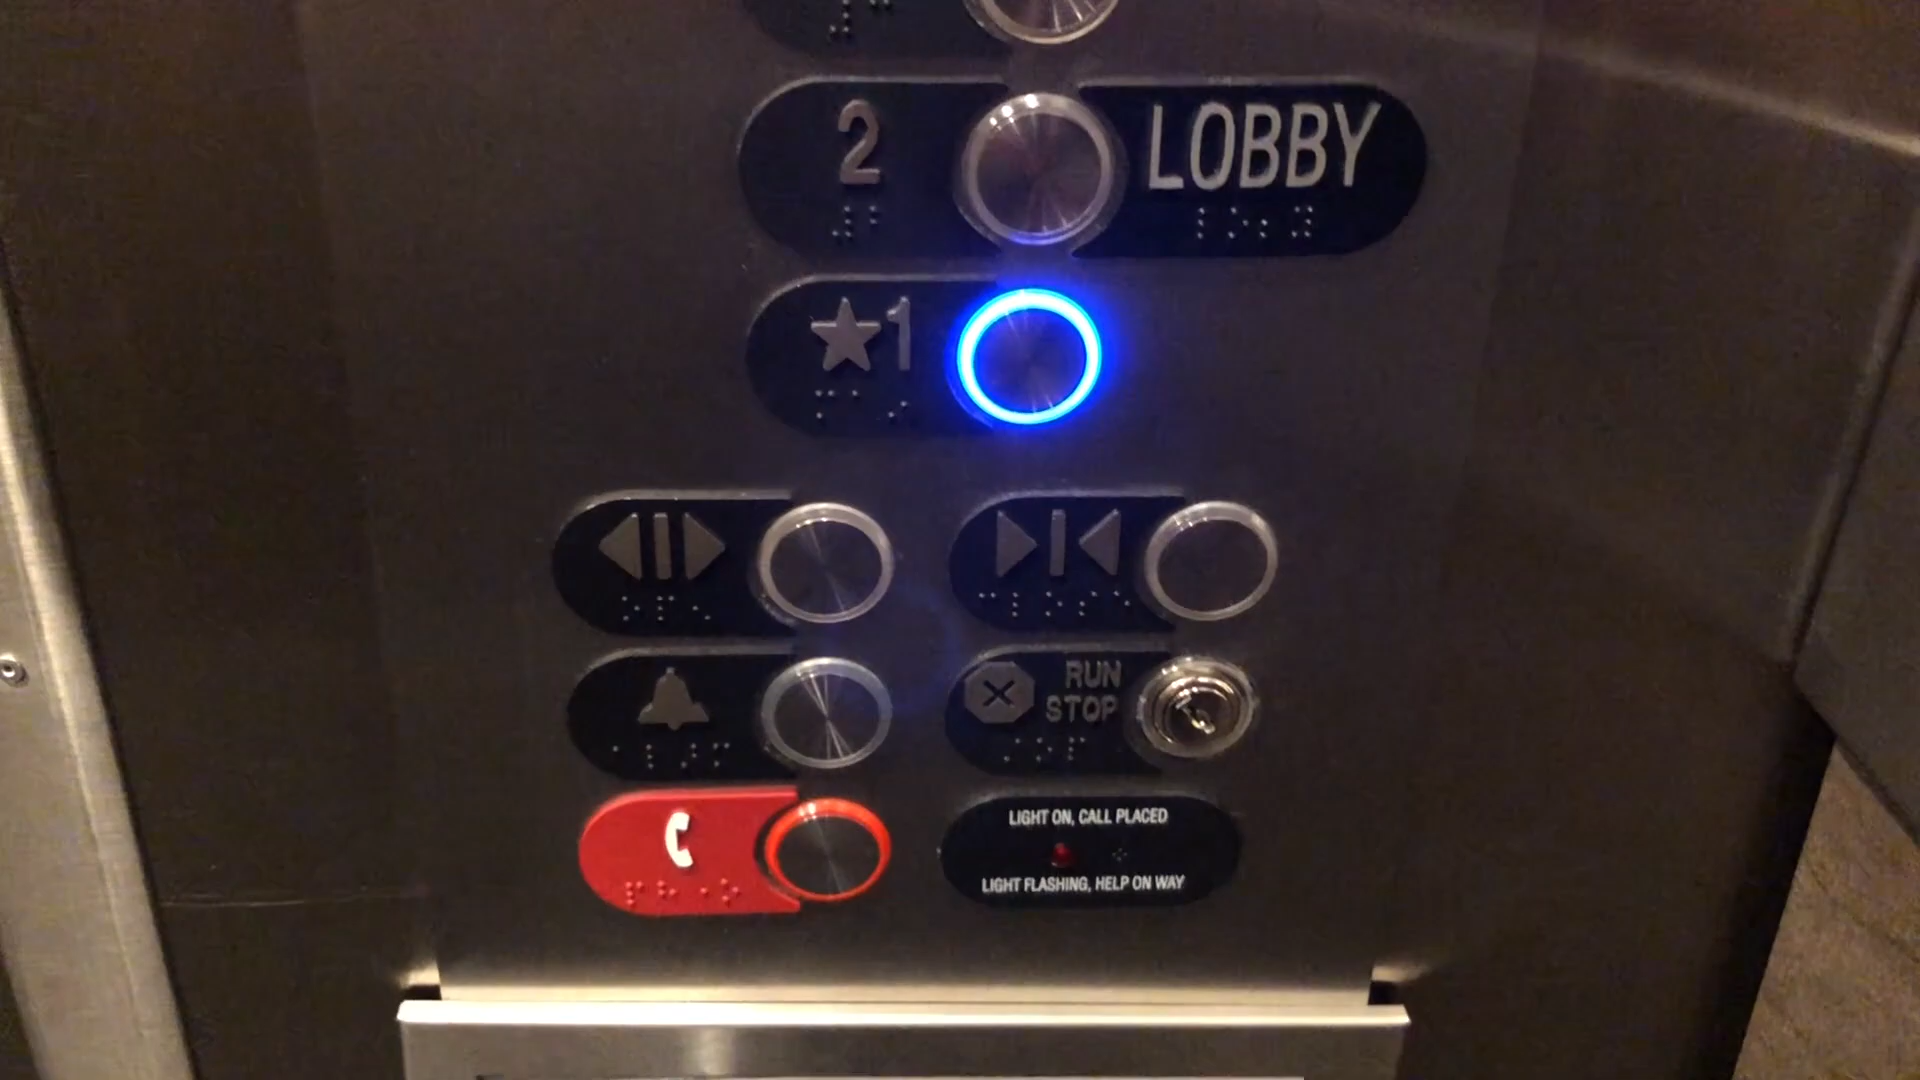 2 LOBBY
★1
RUN
STOP
LIGHT ON, CALL PLACED
LIGHT FLASHING, HELP ON WAY